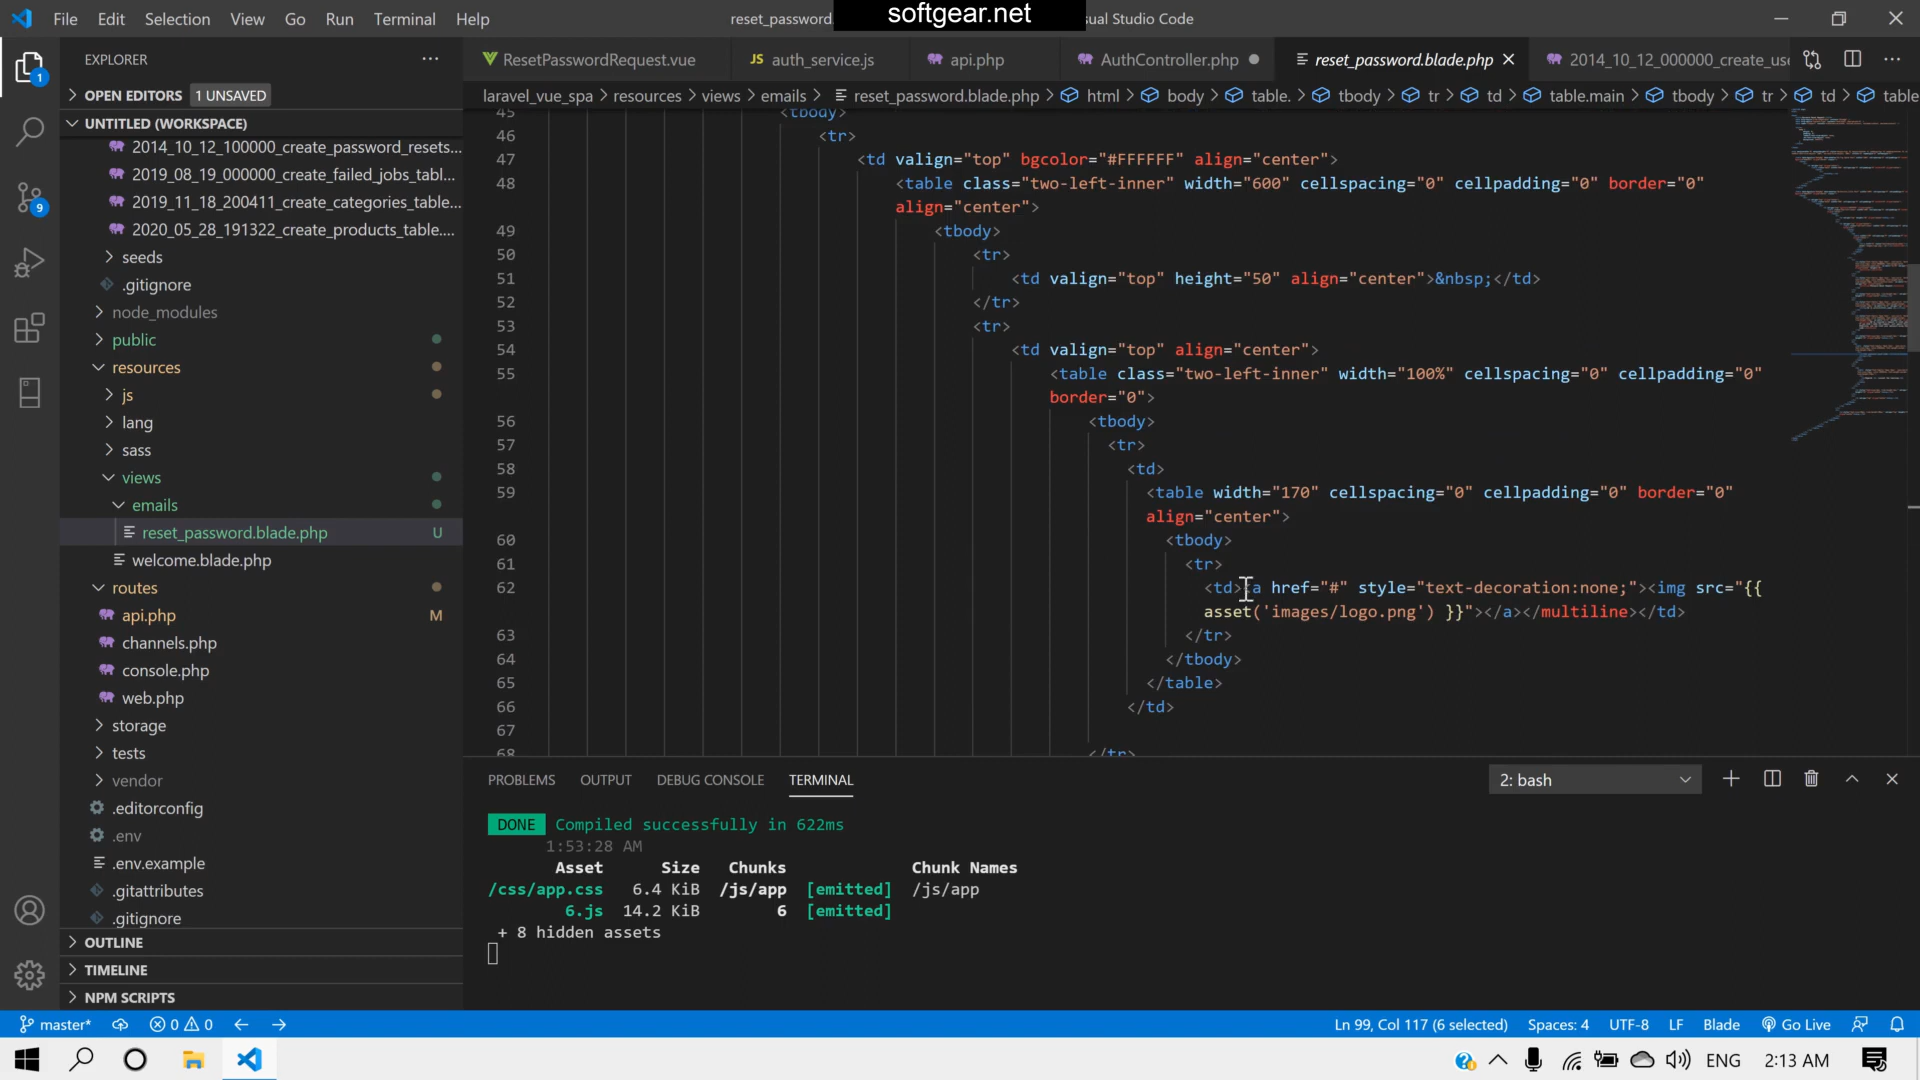 File Edit Selection View Go Run Terminal Help
reset_password. softgear.net sual Studio Code
EXPLORER
ResetPasswordRequest.vue
JS auth_service.js
api.php
AuthController.php
reset_password.blade.php
2014_10_12_000000_create_use
OPEN EDITORS 1 UNSAVED
laravel_vue_spa > resources > views > emails > reset_password.blade.php > html > body > table. > tbody > tr > td > table.main > tbody > tr > td > table
UNTITLED (WORKSPACE)
2014_10_12_100000_create_password_resets...
2019_08_19_000000_create_failed_jobs_tabl...
2019_11_18_200411_create_categories_table...
2020_05_28_191322_create_products_table....
seeds
.gitignore
node_modules
public
resources
js
lang
sass
views
emails
reset_password.blade.php U
welcome.blade.php
routes
api.php M
channels.php
console.php
web.php
storage
tests
vendor
.editorconfig
.env
.env.example
.gitattributes
.gitignore
OUTLINE
TIMELINE
NPM SCRIPTS
1
9
45 <tbody>
46 <tr>
47 <td valign="top" bgcolor="#FFFFFF" align="center">
48 <table class="two-left-inner" width="600" cellspacing="0" cellpadding="0" border="0"
align="center">
49 <tbody>
50 <tr>
51 <td valign="top" height="50" align="center">&nbsp;</td>
52 </tr>
53 <tr>
54 <td valign="top" align="center">
55 <table class="two-left-inner" width="100%" cellspacing="0" cellpadding="0"
border="0">
56 <tbody>
57 <tr>
58 <td>
59 <table width="170" cellspacing="0" cellpadding="0" border="0"
align="center">
60 <tbody>
61 <tr>
62 <td><a href="#" style="text-decoration:none;"><img src="{{
asset('images/logo.png') }}"></a></multiline></td>
63 </tr>
64 </tbody>
65 </table>
66 </td>
67
68 </tr>
PROBLEMS OUTPUT DEBUG CONSOLE TERMINAL
2: bash
DONE Compiled successfully in 622ms
1:53:28 AM
Asset Size Chunks Chunk Names
/css/app.css 6.4 KiB /js/app [emitted] /js/app
6.js 14.2 KiB 6 [emitted]
+ 8 hidden assets
master* 0 0
Ln 99, Col 117 (6 selected) Spaces: 4 UTF-8 LF Blade Go Live
ENG 2:13 AM